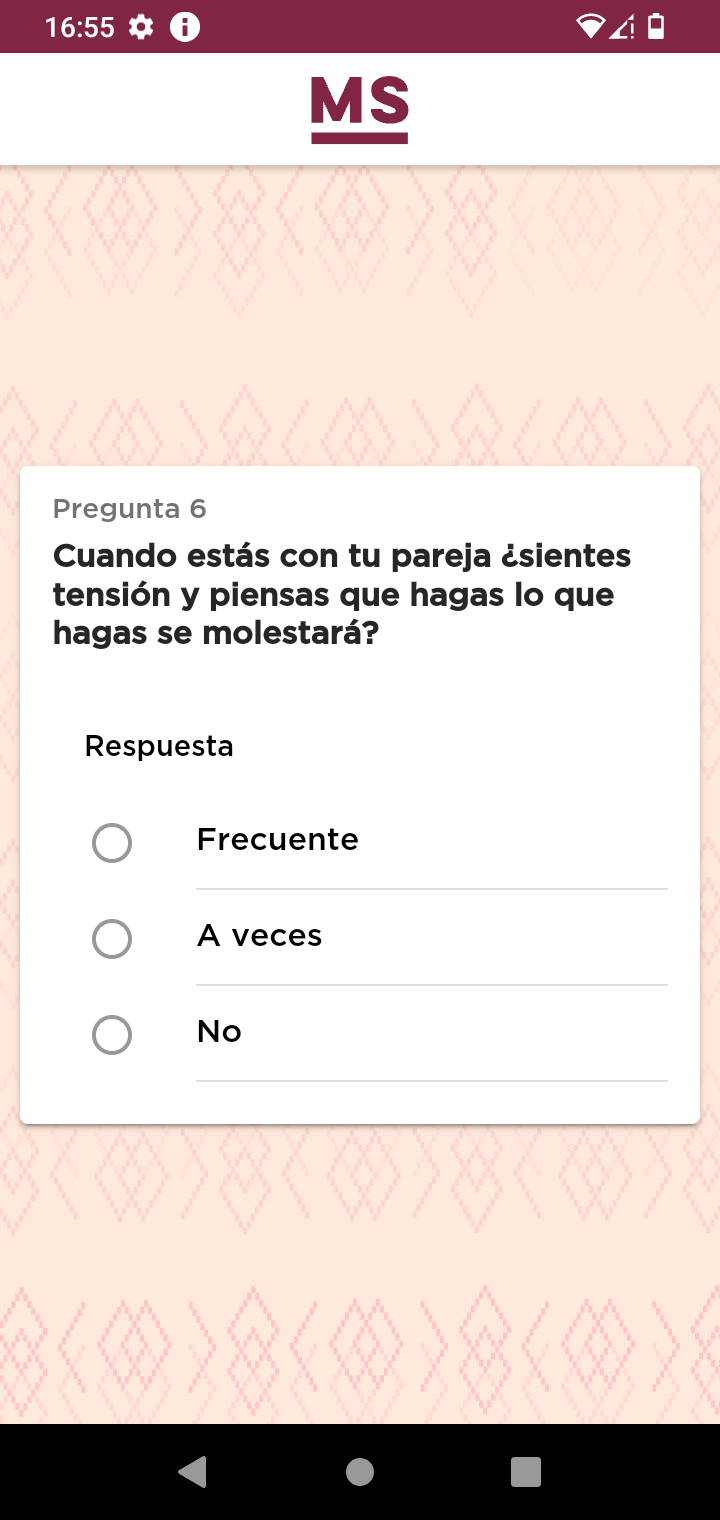 16:55
MS
Pregunta 6
Cuando estás con tu pareja ¿sientes
tensión y piensas que hagas lo que
hagas se molestará?
Respuesta
Frecuente
A veces
No